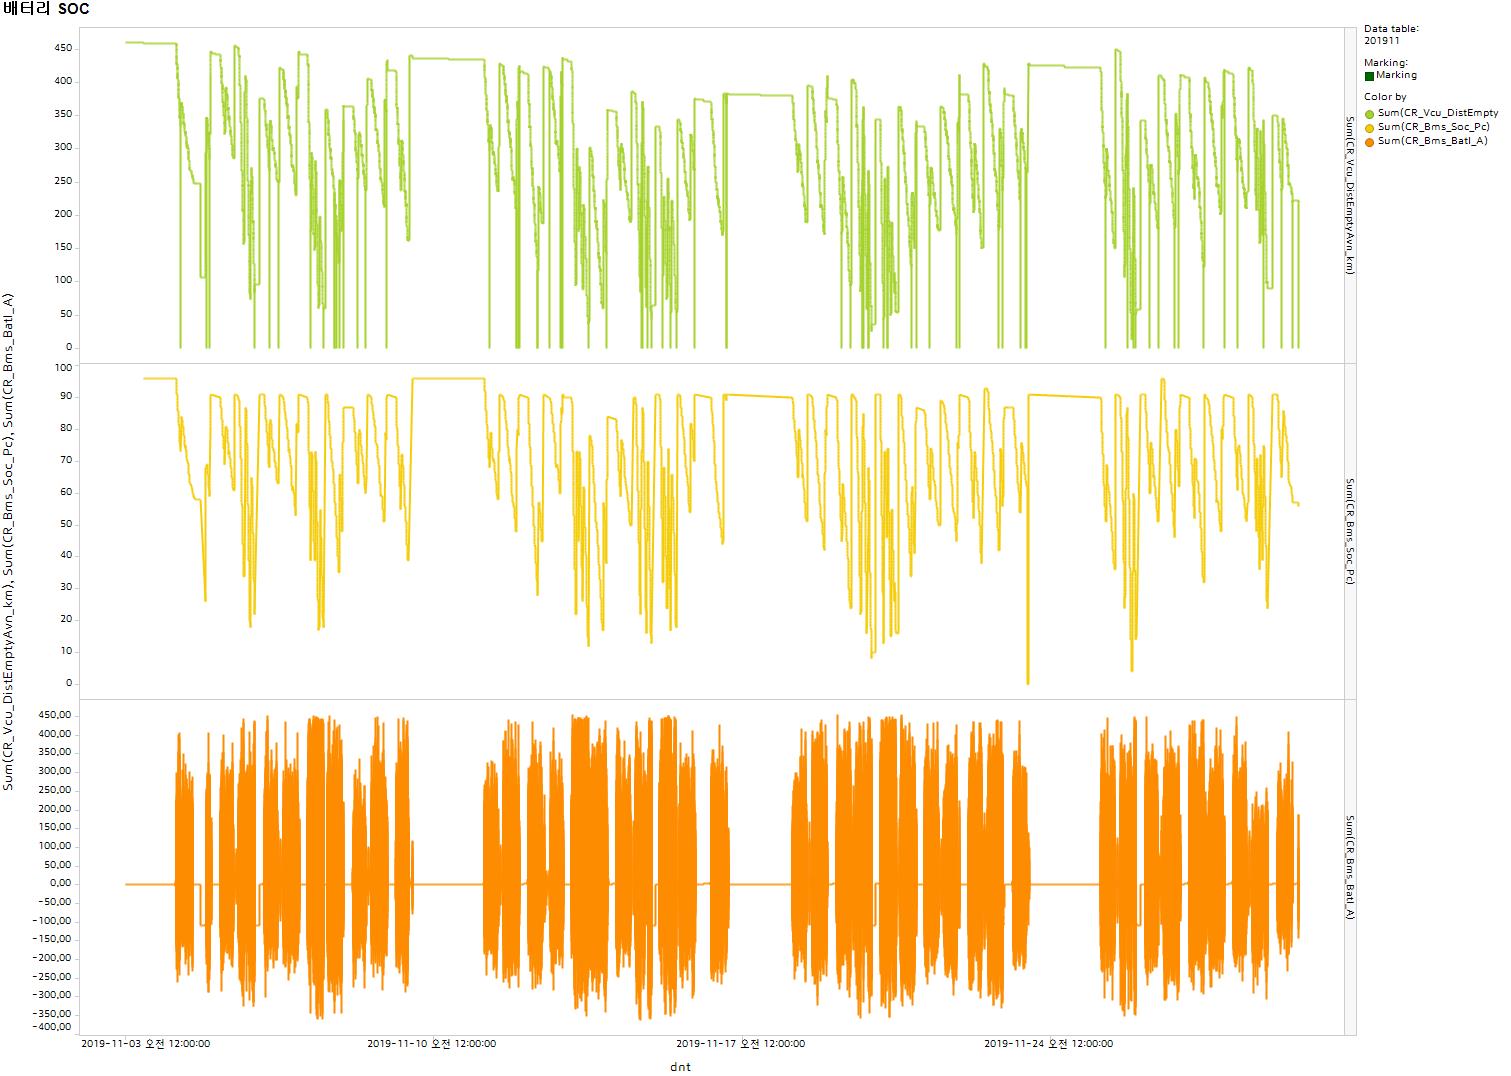 배터리 SOC
Sum(CR_Vcu_DistEmptyAvn_km), Sum(CR_Bms_Soc_Pc), Sum(CR_Bms_BatI_A)
450
400
350
300
250
200
150
100
50
0
Sum(CR_Vcu_DistEmptyAvn_km)
100
90
80
70
60
50
40
30
20
10
0
Sum(CR_Bms_Soc_Pc)
450,00
400,00
350,00
300,00
250,00
200,00
150,00
100,00
50,00
0,00
-50,00
-100,00
-150,00
-200,00
-250,00
-300,00
-350,00
-400,00
Sum(CR_Bms_BatI_A)
2019-11-03 오전 12:00:00
2019-11-10 오전 12:00:00
2019-11-17 오전 12:00:00
2019-11-24 오전 12:00:00
dnt
Data table:
201911
Marking:
Marking
Color by
Sum(CR_Vcu_DistEmpty
Sum(CR_Bms_Soc_Pc)
Sum(CR_Bms_BatI_A)